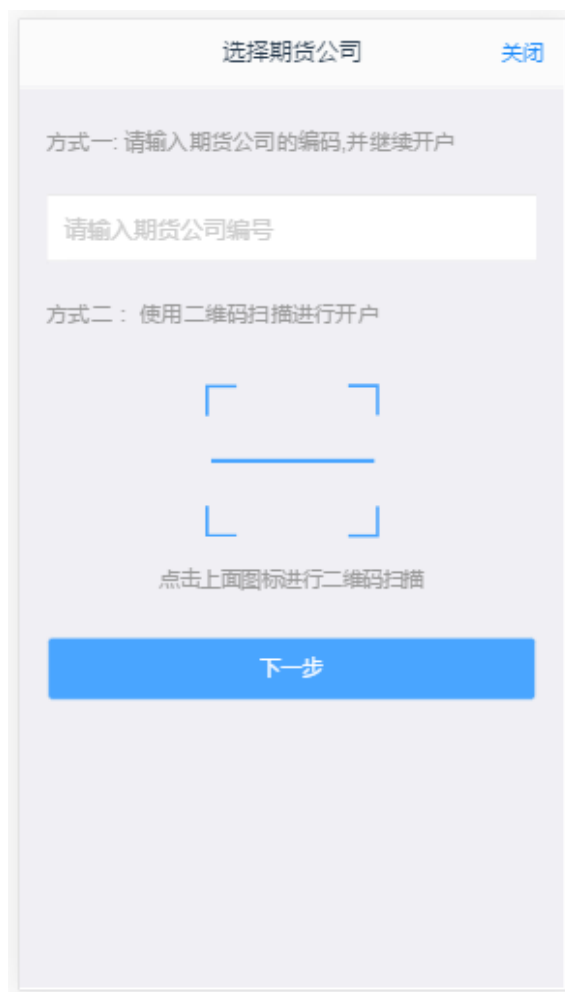 选择期货公司 关闭
方式一: 请输入期货公司的编码,并继续开户
请输入期货公司编号
方式二： 使用二维码扫描进行开户
点击上面图标进行二维码扫描
下一步